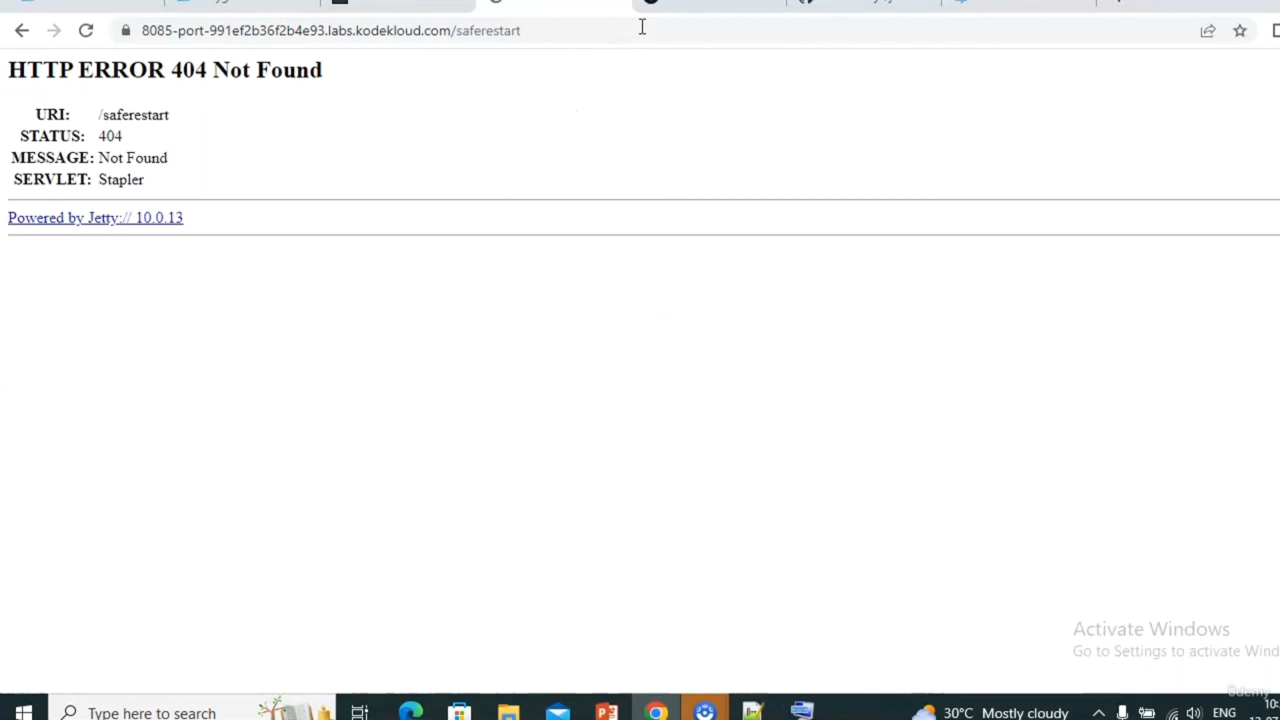 8085-port-991ef2b36f2b4e93.labs.kodekloud.com/saferestart
HTTP ERROR 404 Not Found
URI: /saferestart
STATUS: 404
MESSAGE: Not Found
SERVLET: Stapler
Powered by Jetty:// 10.0.13
Activate Windows
Go to Settings to activate Wind
ûdemy
Type here to search
30°C Mostly cloudy
ENG
10: